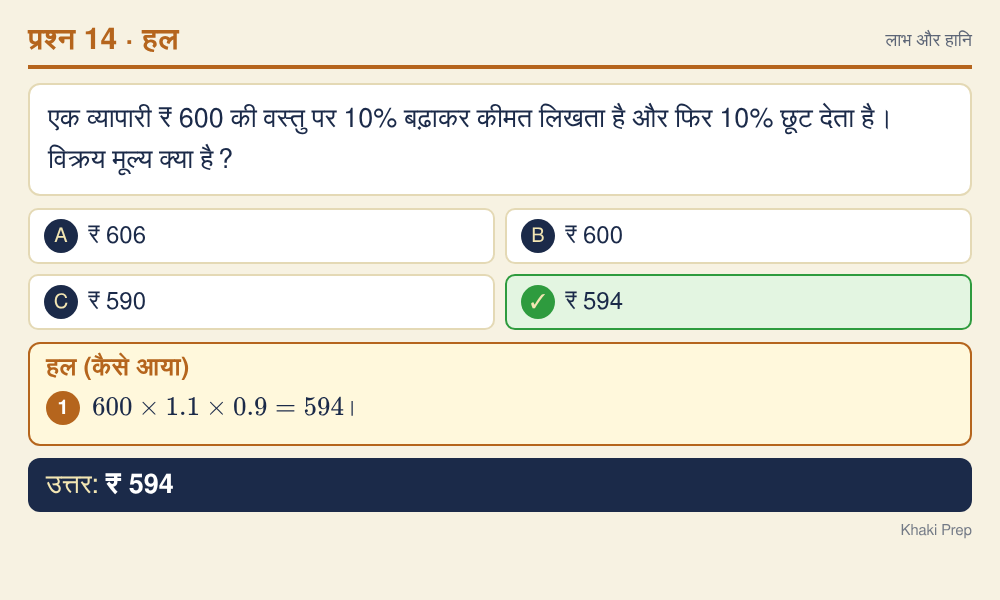 प्रश्न 14 · हल
लाभ और हानि
एक व्यापारी ₹ 600 की वस्तु पर 10% बढ़ाकर कीमत लिखता है और फिर 10% छूट देता है।
विक्रय मूल्य क्या है?
A ₹ 606
B ₹ 600
C ₹ 590
✓ ₹ 594
हल (कैसे आया)
1 600 × 1.1 × 0.9 = 594।
उत्तर: ₹ 594
Khaki Prep